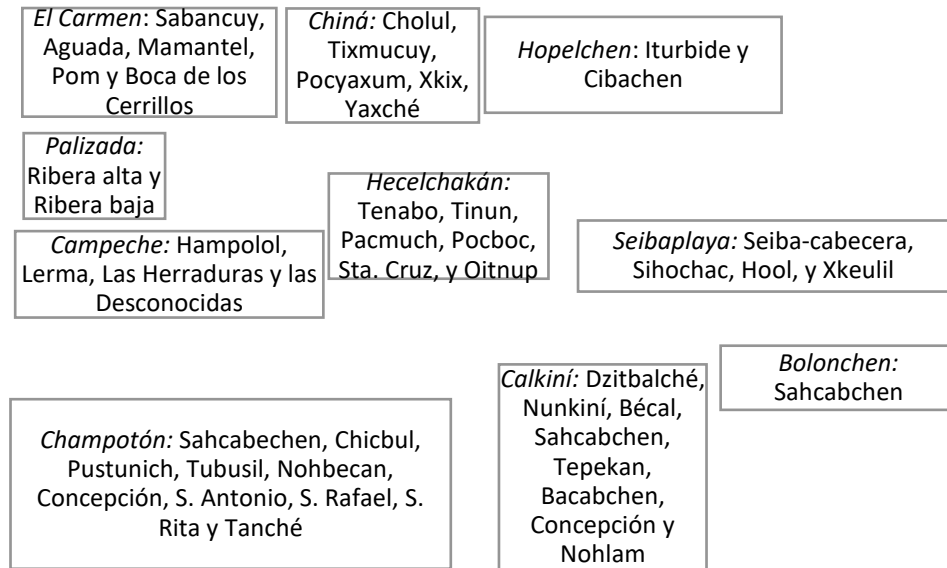 El Carmen: Sabancuy,
Aguada, Mamantel,
Pom y Boca de los
Cerrillos
Chiná: Cholul,
Tixmucuy,
Pocyaxum, Xkix,
Yaxché
Hopelchen: Iturbide y
Cibachen
Palizada:
Ribera alta y
Ribera baja
Hecelchakán:
Tenabo, Tinun,
Pacmuch, Pocboc,
Sta. Cruz, y Oitnup
Campeche: Hampolol,
Lerma, Las Herraduras y las
Desconocidas
Seibaplaya: Seiba-cabecera,
Sihochac, Hool, y Xkeulil
Bolonchen:
Sahcabchen
Calkiní: Dzitbalché,
Nunkiní, Bécal,
Sahcabchen,
Tepekan,
Bacabchen,
Concepción y
Nohlam
Champotón: Sahcabechen, Chicbul,
Pustunich, Tubusil, Nohbecan,
Concepción, S. Antonio, S. Rafael, S.
Rita y Tanché